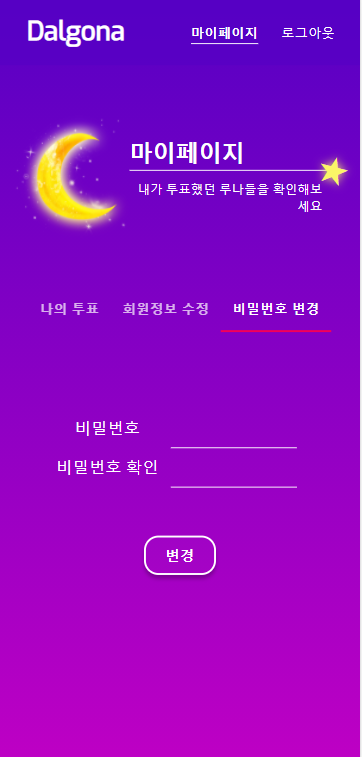 Dalgona 마이페이지 로그아웃
마이페이지
내가 투표했던 루나들을 확인해보
세요
나의 투표 회원정보 수정 비밀번호 변경
비밀번호
비밀번호 확인
변경